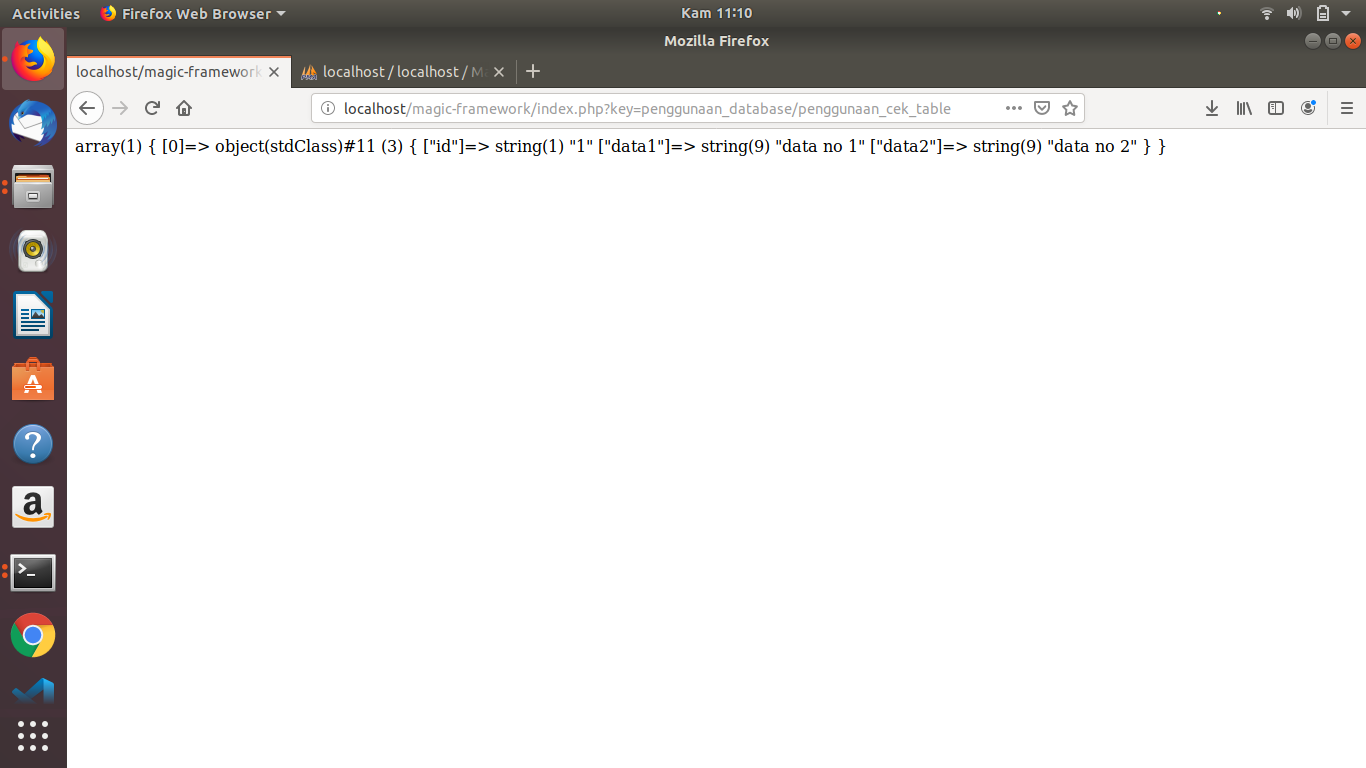 Activities
Firefox Web Browser
Kam 11:10
Mozilla Firefox
localhost/magic-framework
localhost / localhost / M
localhost/magic-framework/index.php?key=penggunaan_database/penggunaan_cek_table
array(1) { [0]=> object(stdClass)#11 (3) { ["id"]=> string(1) "1" ["data1"]=> string(9) "data no 1" ["data2"]=> string(9) "data no 2" } }